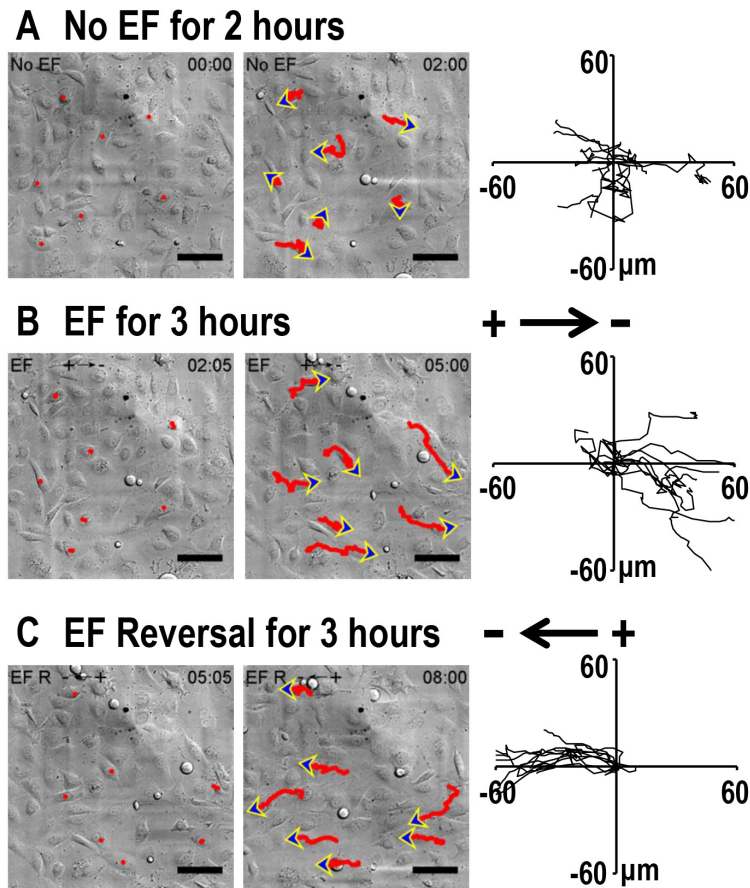 A No EF for 2 hours
No EF 00:00
No EF 02:00
60
-60 60
-60 µm
B EF for 3 hours
+ → -
EF + → - 02:05
EF + → - 05:00
60
-60 60
-60 µm
C EF Reversal for 3 hours
- ← +
EF R - +  05:05
EF R - + 08:00
60
-60 60
-60 µm